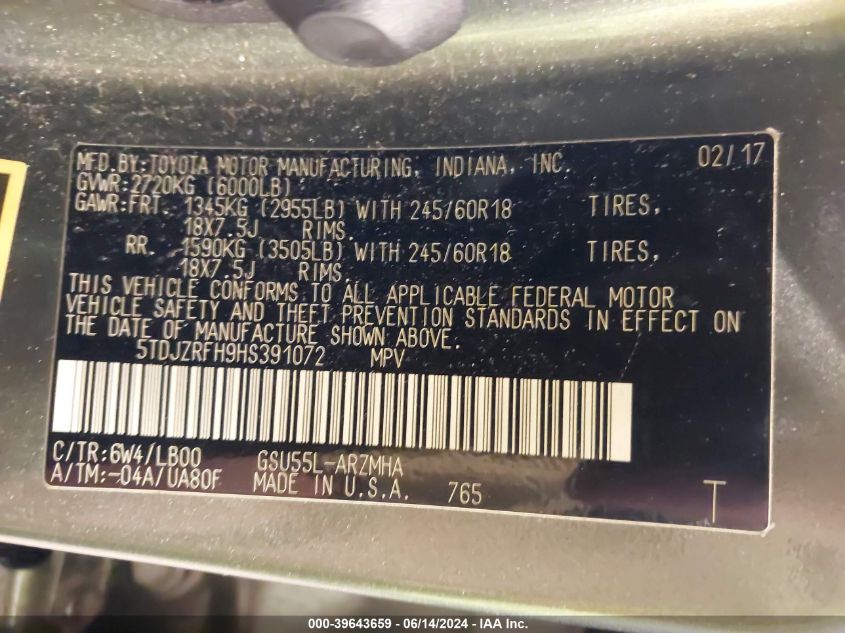 MFD.BY:TOYOTA MOTOR MANUFACTURING, INDIANA, INC. 02/17
GVWR:2720KG (6000LB)
GAWR:FRT. 1345KG (2955LB) WITH 245/60R18 TIRES,
18X7.5J RIMS
RR. 1590KG (3505LB) WITH 245/60R18 TIRES,
18X7.5J RIMS.
THIS VEHICLE CONFORMS TO ALL APPLICABLE FEDERAL MOTOR
VEHICLE SAFETY AND THEFT PREVENTION STANDARDS IN EFFECT ON
THE DATE OF MANUFACTURE SHOWN ABOVE.
5TDJZRFH9HS391072 MPV
C/TR:6W4/LB00 GSU55L-ARZMHA
A/TM:-04A/UA80F MADE IN U.S.A. 765 T
000-39643659 - 06/14/2024 - IAA Inc.